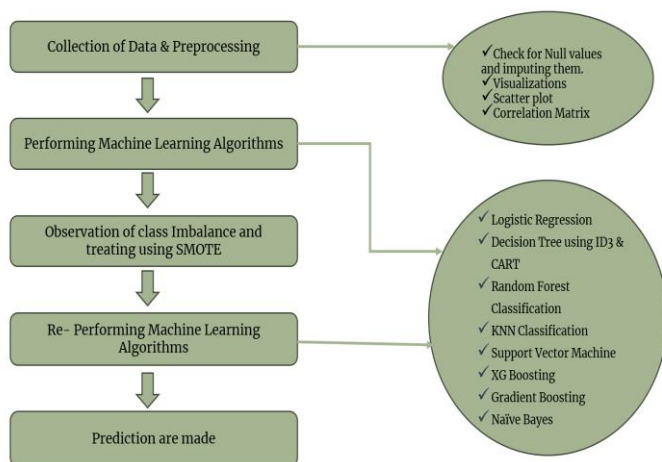 Collection of Data & Preprocessing
✓Check for Null values
and imputing them.
✓Visualizations
✓Scatter plot
✓Correlation Matrix
Performing Machine Learning Algorithms
Observation of class Imbalance and
treating using SMOTE
Re- Performing Machine Learning
Algorithms
Prediction are made
✓ Logistic Regression
✓ Decision Tree using ID3 &
CART
✓ Random Forest
Classification
✓ KNN Classification
✓ Support Vector Machine
✓ XG Boosting
✓ Gradient Boosting
✓ Naïve Bayes